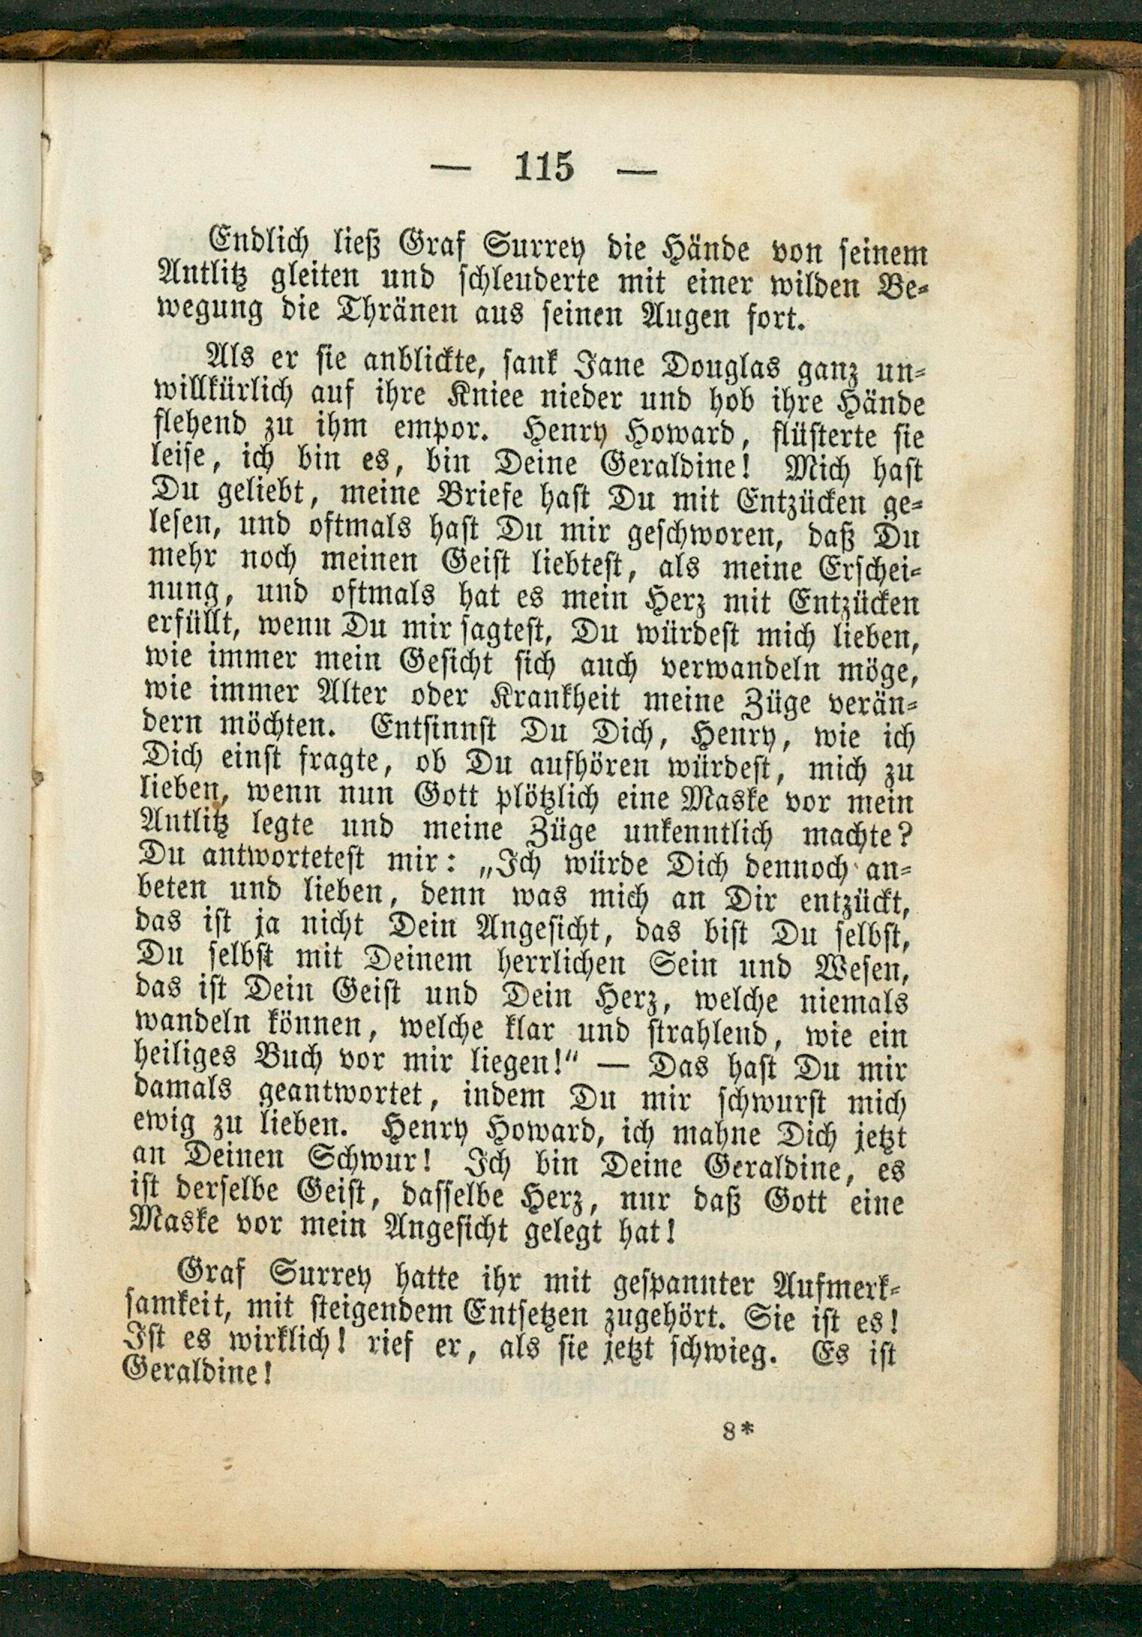 — 115 —
Endlich ließ Graf Surrey die Hände von seinem
Antlitz gleiten und schleuderte mit einer wilden Be-
wegung die Thränen aus seinen Augen fort.
Als er sie anblickte, sank Jane Douglas ganz un-
willkürlich auf ihre Kniee nieder und hob ihre Hände
flehend zu ihm empor. Henry Howard, flüsterte sie
leise, ich bin es, bin Deine Geraldine! Mich hast
Du geliebt, meine Briefe hast Du mit Entzücken ge-
lesen, und oftmals hast Du mir geschworen, daß Du
mehr noch meinen Geist liebtest, als meine Erschei-
nung, und oftmals hat es mein Herz mit Entzücken
erfüllt, wenn Du mir sagtest, Du würdest mich lieben,
wie immer mein Gesicht sich auch verwandeln möge,
wie immer Alter oder Krankheit meine Züge verän-
dern möchten. Entsinnst Du Dich, Henry, wie ich
Dich einst fragte, ob Du aufhören würdest, mich zu
lieben, wenn nun Gott plötzlich eine Maske vor mein
Antlitz legte und meine Züge unkenntlich machte?
Du antwortetest mir: „Ich würde Dich dennoch an-
beten und lieben, denn was mich an Dir entzückt,
das ist ja nicht Dein Angesicht, das bist Du selbst,
Du selbst mit Deinem herrlichen Sein und Wesen,
das ist Dein Geist und Dein Herz, welche niemals
wandeln können, welche klar und strahlend, wie ein
heiliges Buch vor mir liegen!“ — Das hast Du mir
damals geantwortet, indem Du mir schwurst mich
ewig zu lieben. Henry Howard, ich mahne Dich jetzt
an Deinen Schwur! Ich bin Deine Geraldine, es
ist derselbe Geist, dasselbe Herz, nur daß Gott eine
Maske vor mein Angesicht gelegt hat!
Graf Surrey hatte ihr mit gespannter Aufmerk-
samkeit, mit steigendem Entsetzen zugehört. Sie ist es!
Ist es wirklich! rief er, als sie jetzt schwieg. Es ist
Geraldine!
8*